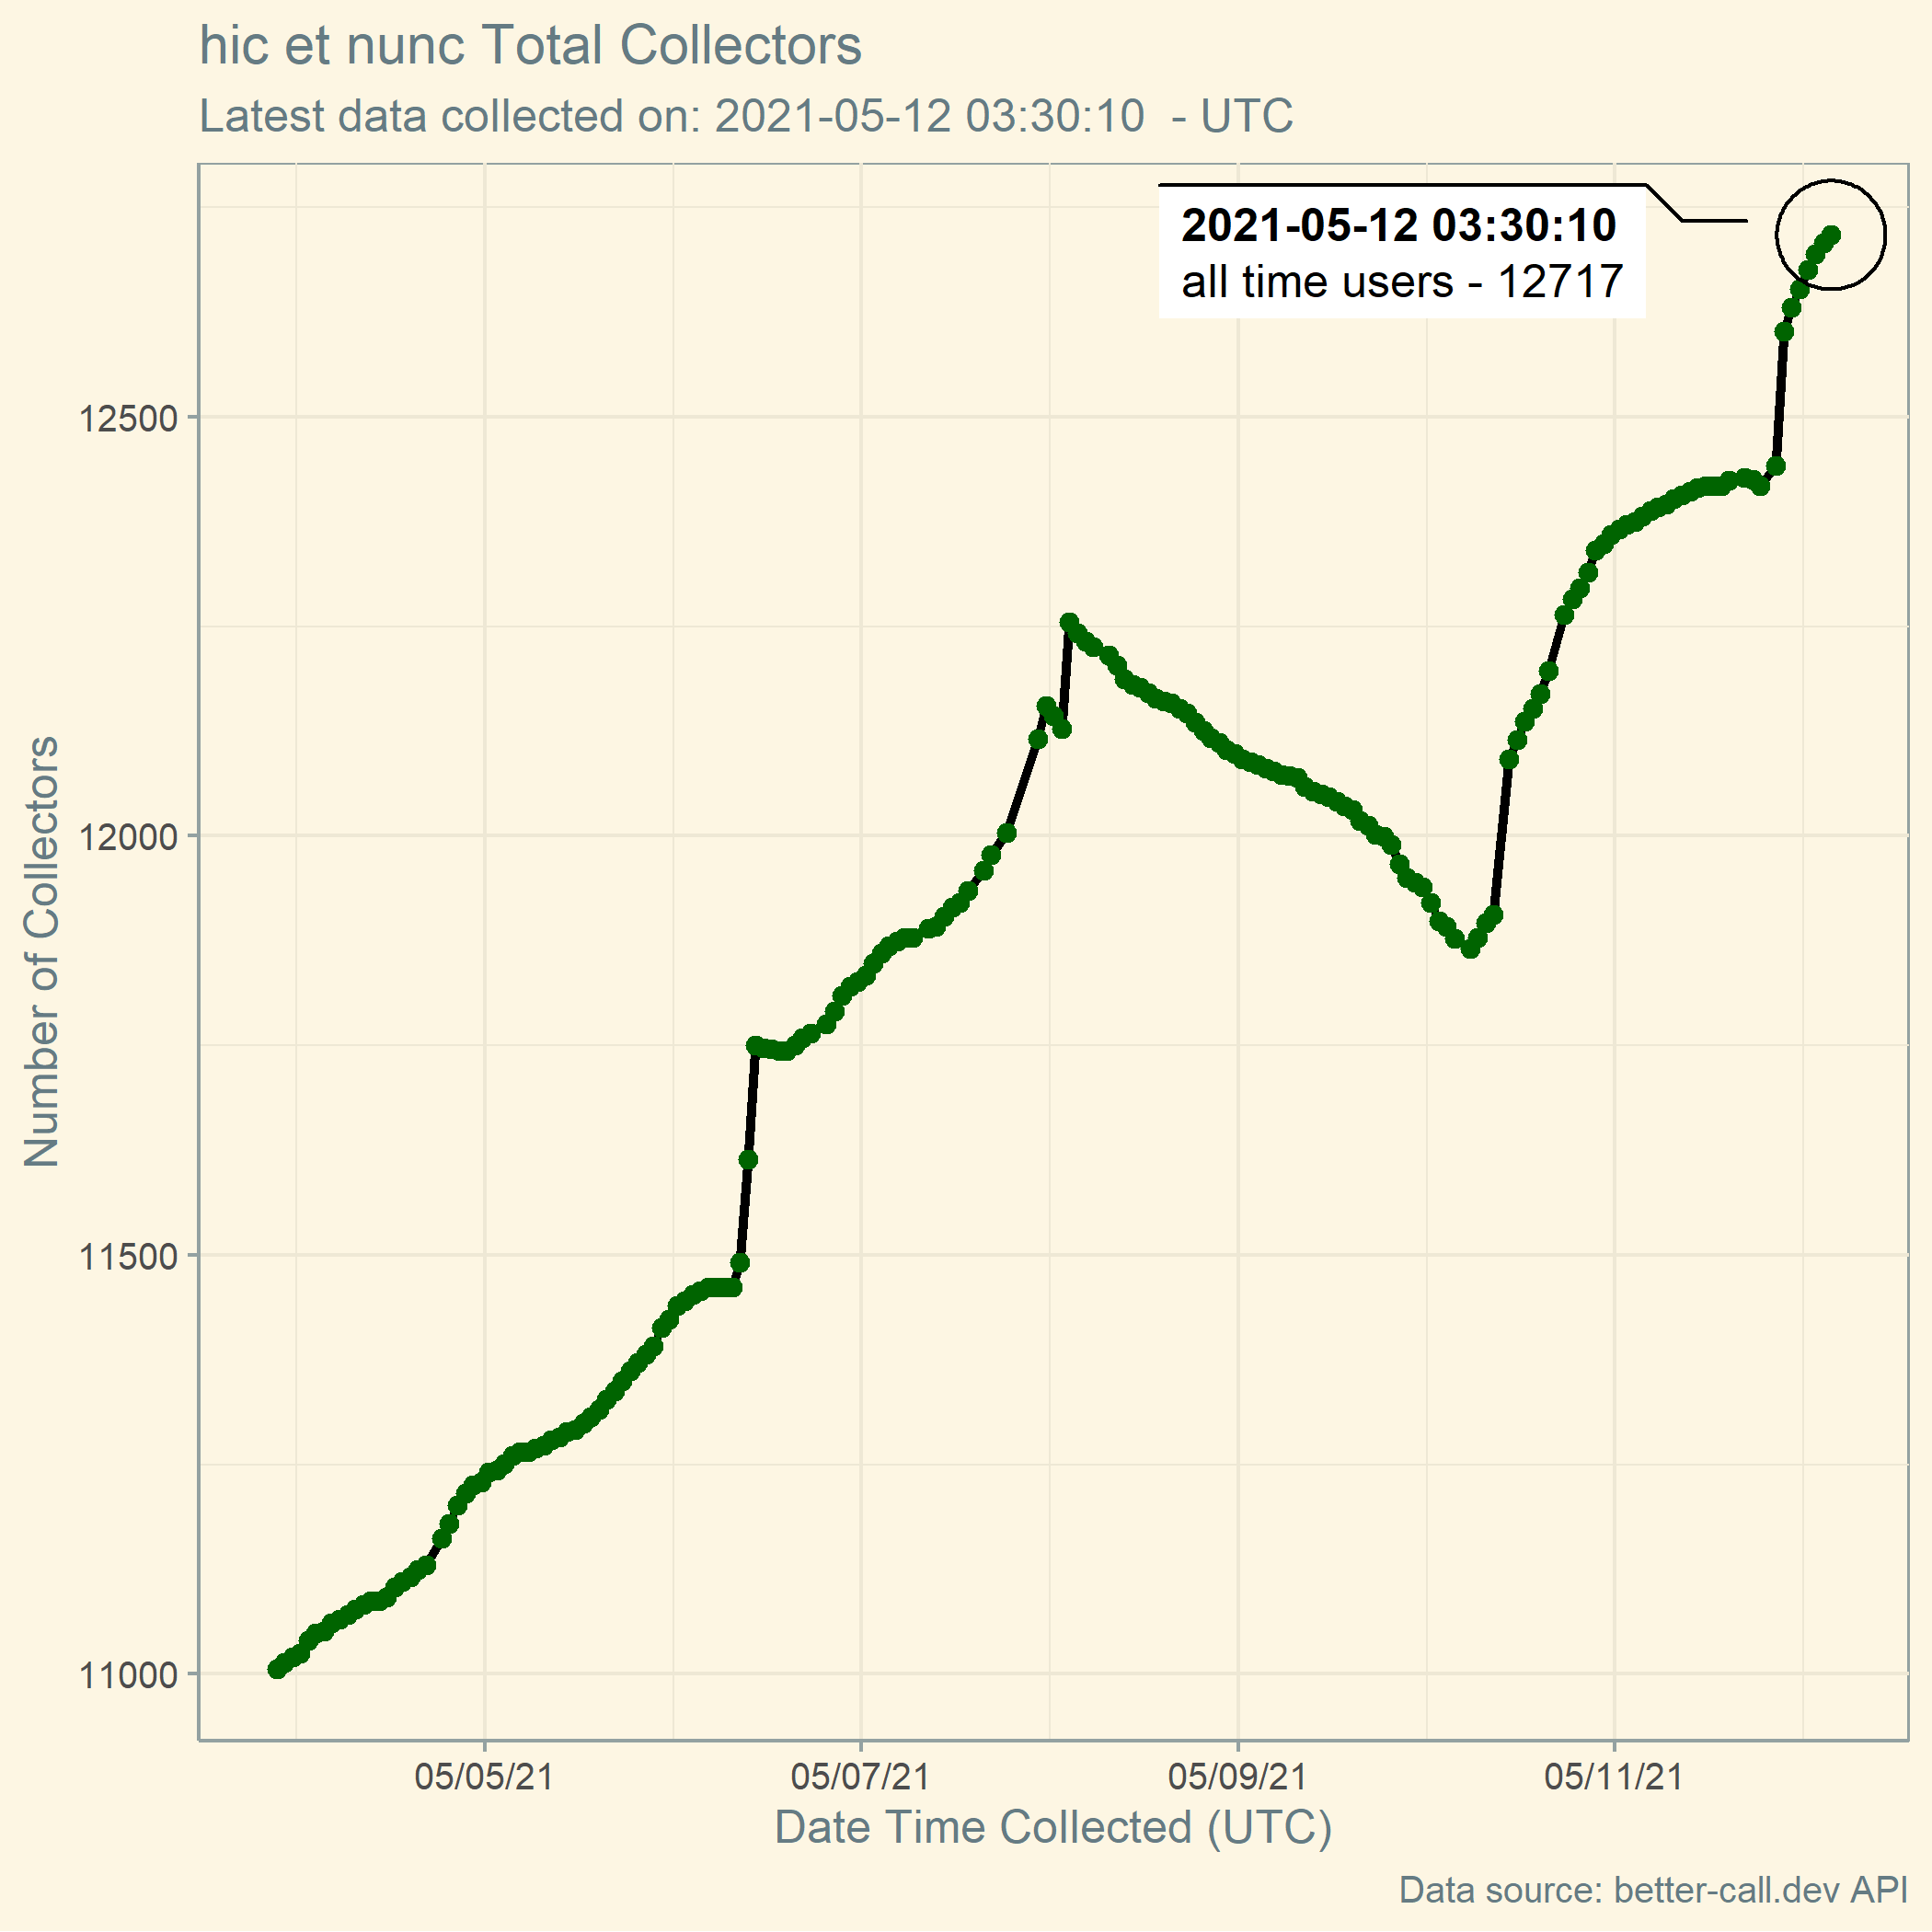 hic et nunc Total Collectors
Latest data collected on: 2021-05-12 03:30:10  - UTC
2021-05-12 03:30:10
all time users - 12717
Number of Collectors
12500
12000
11500
11000
05/05/21
05/07/21
05/09/21
05/11/21
Date Time Collected (UTC)
Data source: better-call.dev API